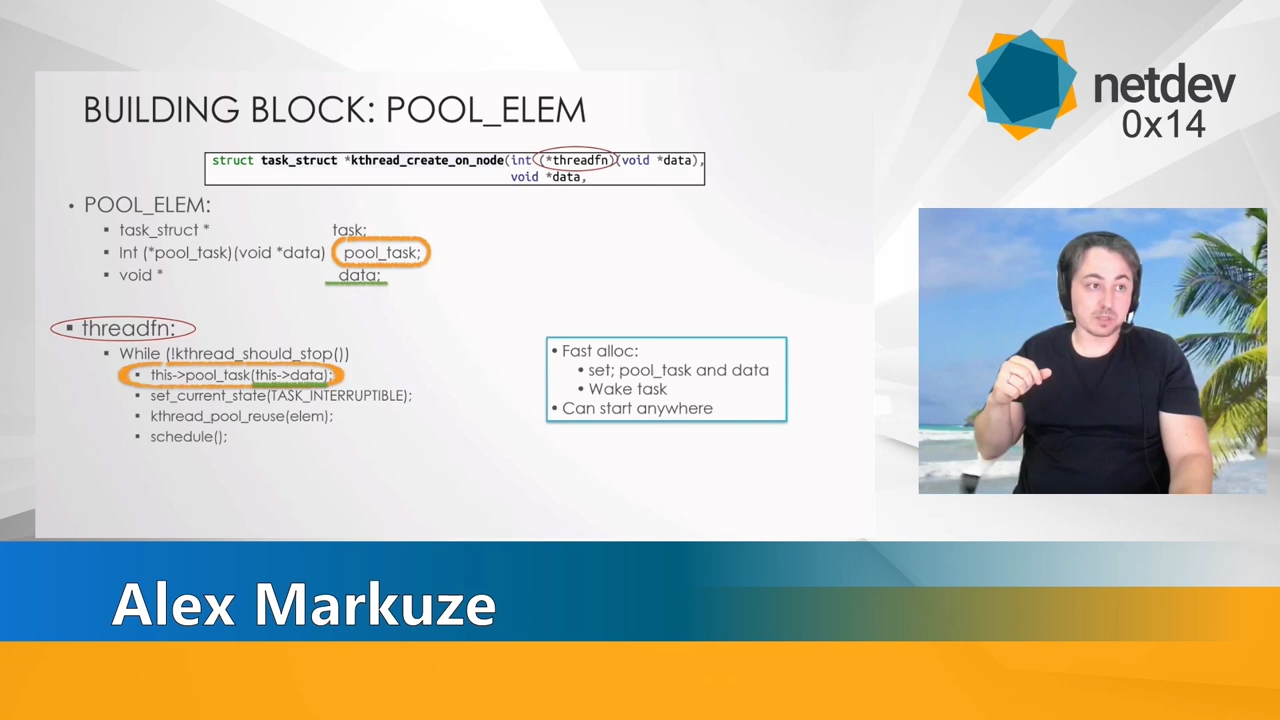 BUILDING BLOCK: POOL_ELEM
struct task_struct *kthread_create_on_node(int (*threadfn)(void *data),
void *data,
• POOL_ELEM:
▪ task_struct * task;
▪ Int (*pool_task)(void *data) pool_task;
▪ void * data;
▪ threadfn:
▪ While (!kthread_should_stop())
▪ this->pool_task(this->data);
▪ set_current_state(TASK_INTERRUPTIBLE);
▪ kthread_pool_reuse(elem);
▪ schedule();
• Fast alloc:
• set; pool_task and data
• Wake task
• Can start anywhere
netdev
0x14
Alex Markuze